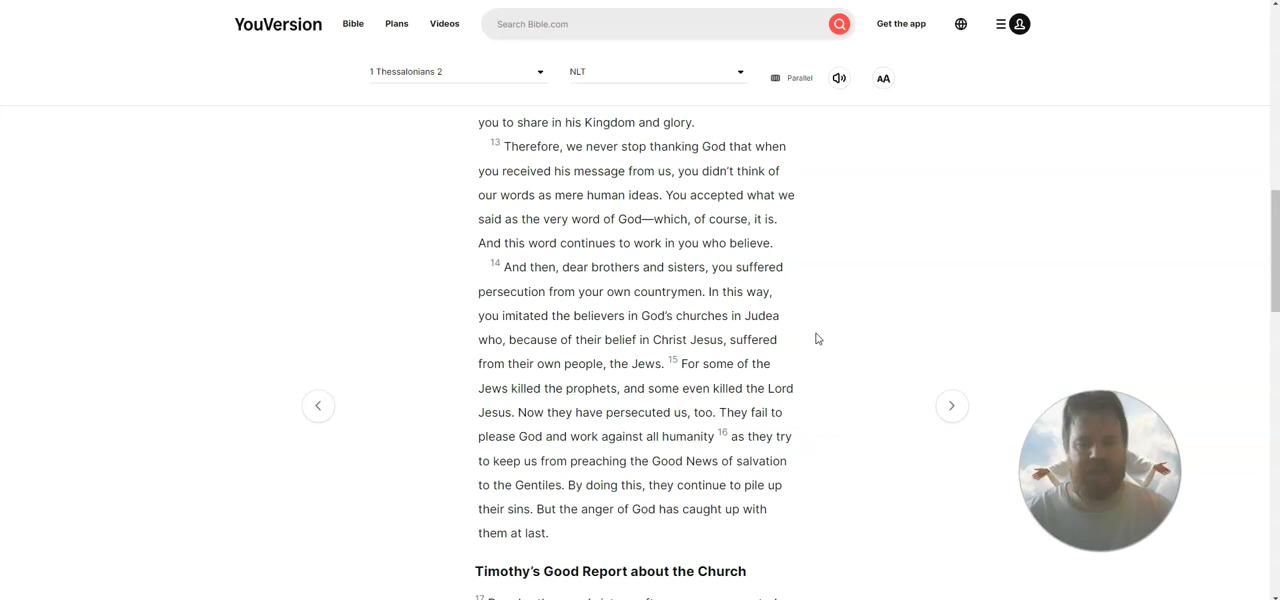 YouVersion Bible Plans Videos Search Bible.com Get the app
1 Thessalonians 2 NLT Parallel AA
you to share in his Kingdom and glory.
13 Therefore, we never stop thanking God that when
you received his message from us, you didn’t think of
our words as mere human ideas. You accepted what we
said as the very word of God—which, of course, it is.
And this word continues to work in you who believe.
14 And then, dear brothers and sisters, you suffered
persecution from your own countrymen. In this way,
you imitated the believers in God’s churches in Judea
who, because of their belief in Christ Jesus, suffered
from their own people, the Jews. 15 For some of the
Jews killed the prophets, and some even killed the Lord
Jesus. Now they have persecuted us, too. They fail to
please God and work against all humanity 16 as they try
to keep us from preaching the Good News of salvation
to the Gentiles. By doing this, they continue to pile up
their sins. But the anger of God has caught up with
them at last.
Timothy’s Good Report about the Church
17